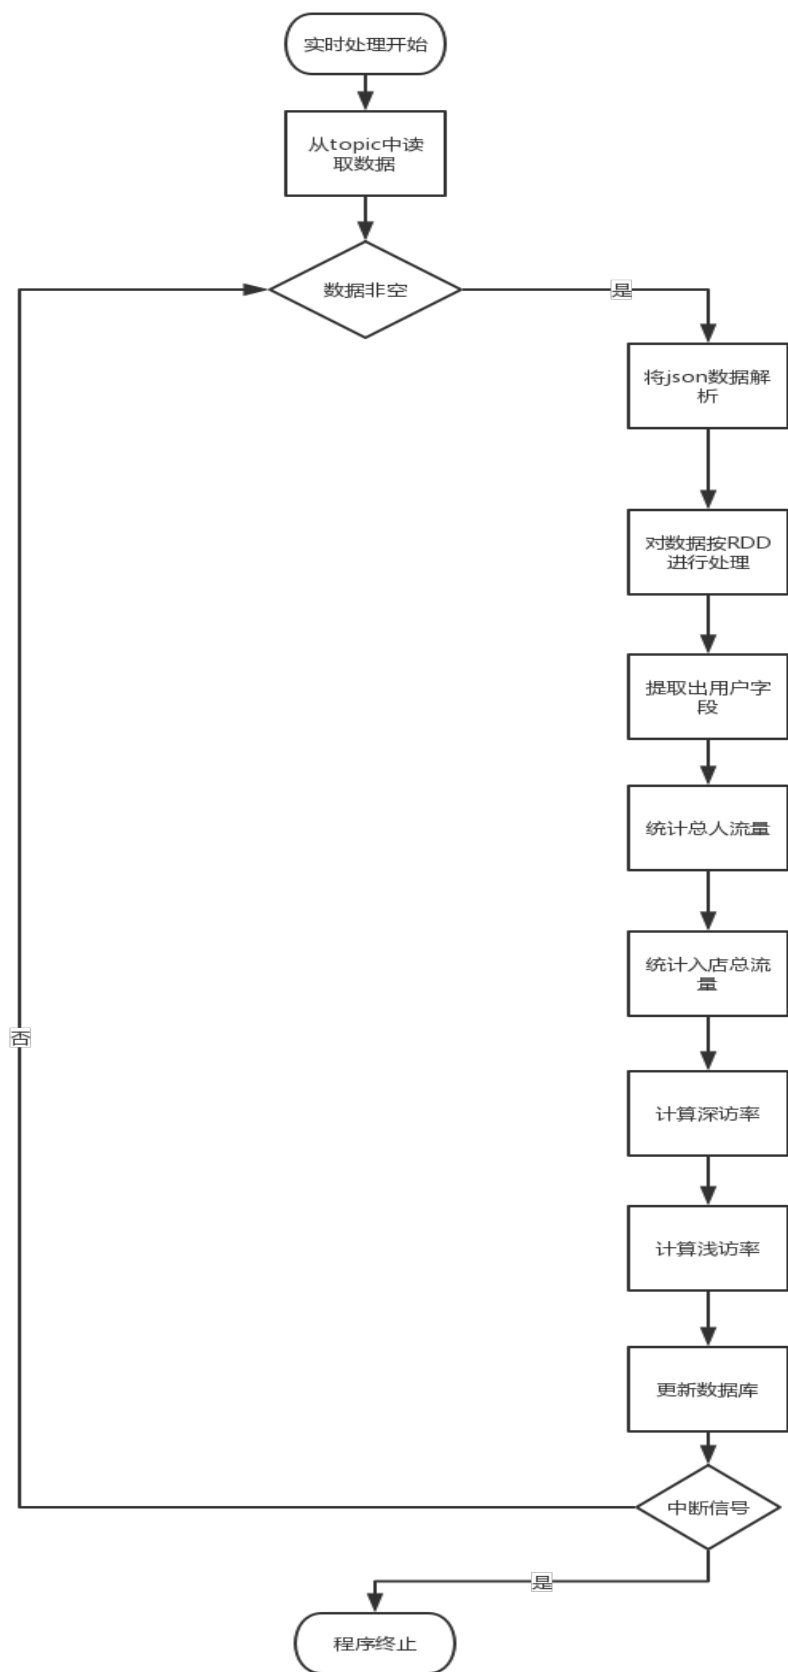 实时处理开始
从topic中读
取数据
数据非空
是
将json数据解
析
对数据按RDD
进行处理
提取出用户字
段
统计总人流量
统计入店总流
量
否
计算深访率
计算浅访率
更新数据库
中断信号
是
程序终止